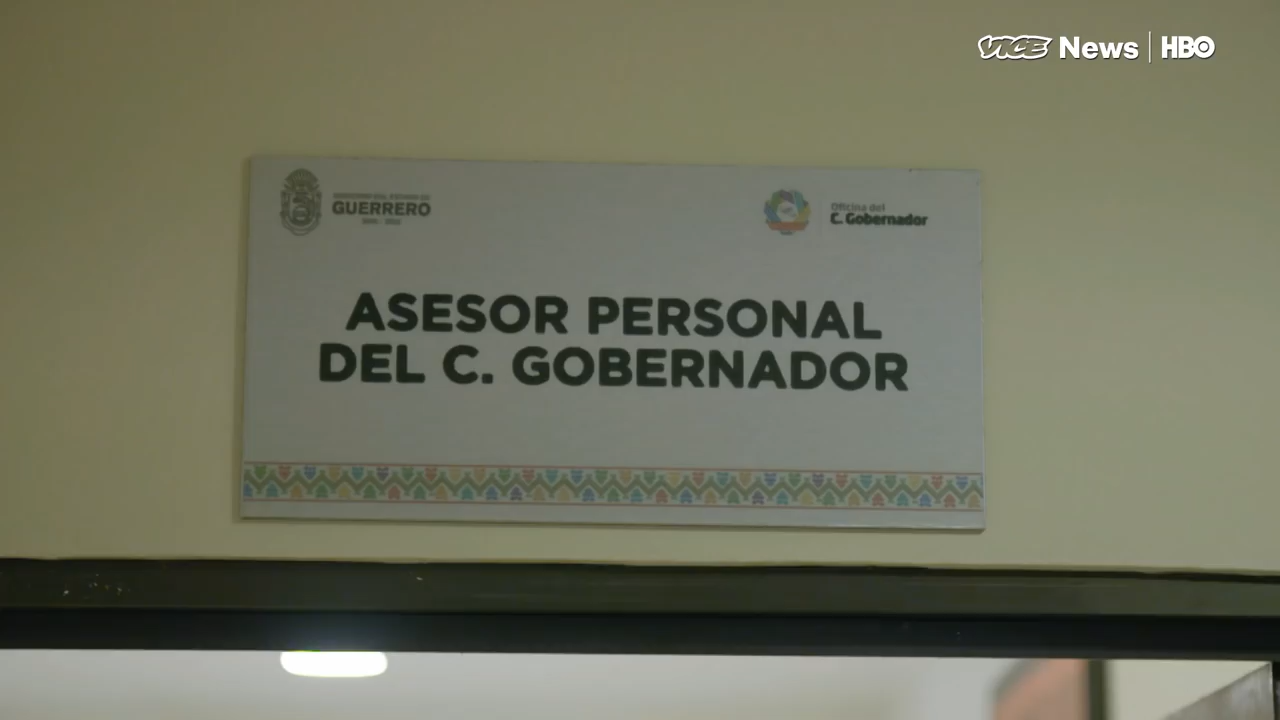 VICE News | HBO
GUERRERO
Oficina del
C. Gobernador
ASESOR PERSONAL
DEL C. GOBERNADOR